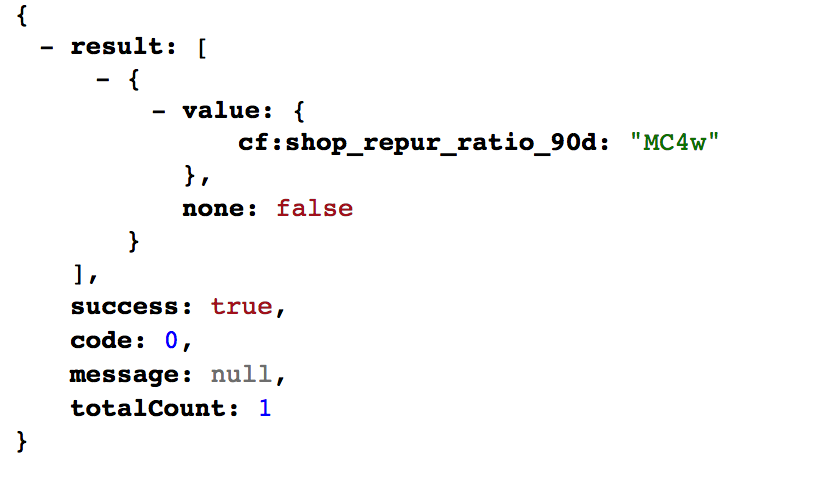 {
- result: [
- {
- value: {
cf:shop_repur_ratio_90d: "MC4w"
},
none: false
}
],
success: true,
code: 0,
message: null,
totalCount: 1
}